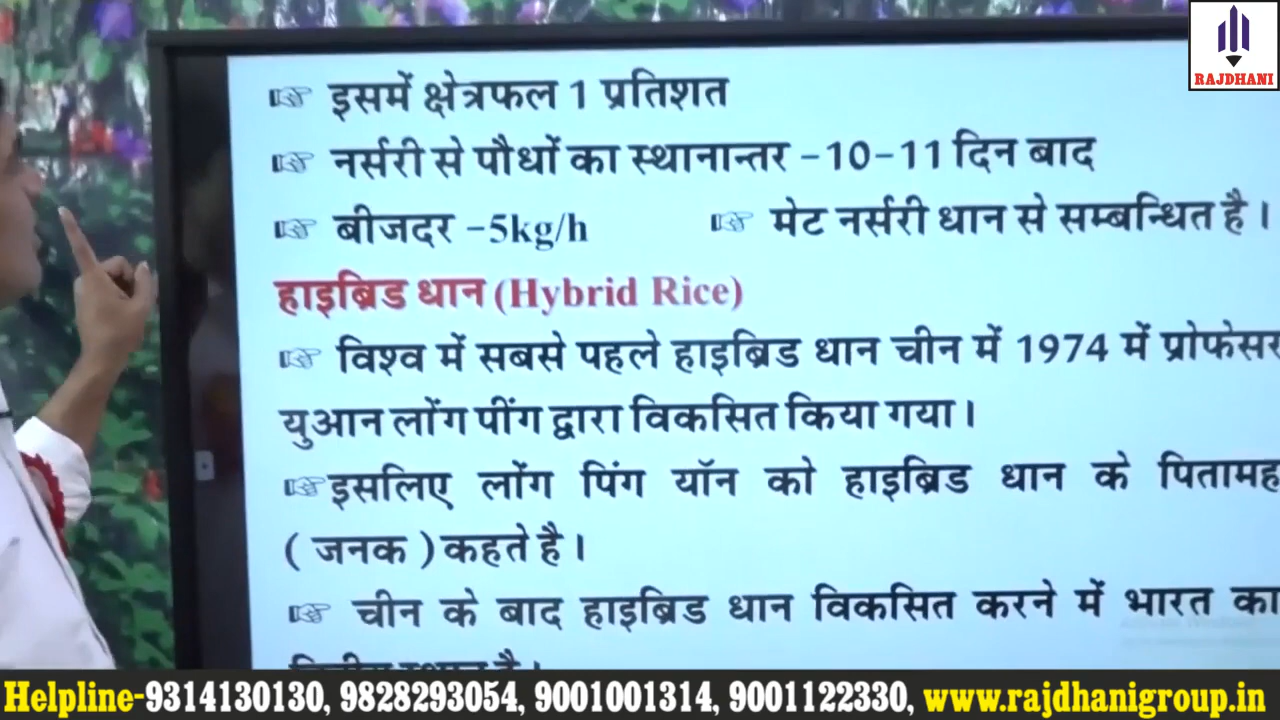 RAJDHANI
☞ इसमें क्षेत्रफल 1 प्रतिशत
☞ नर्सरी से पौधों का स्थानान्तर -10-11 दिन बाद
☞ बीजदर -5kg/h ☞ मेट नर्सरी धान से सम्बन्धित है।
हाइब्रिड धान (Hybrid Rice)
☞ विश्व में सबसे पहले हाइब्रिड धान चीन में 1974 में प्रोफेसर
युआन लोंग पींग द्वारा विकसित किया गया।
☞इसलिए लोंग पिंग यॉन को हाइब्रिड धान के पितामह
( जनक ) कहते है।
☞ चीन के बाद हाइब्रिड धान विकसित करने में भारत का
है।
Helpline-9314130130, 9828293054, 9001001314, 9001122330, www.rajdhanigroup.in